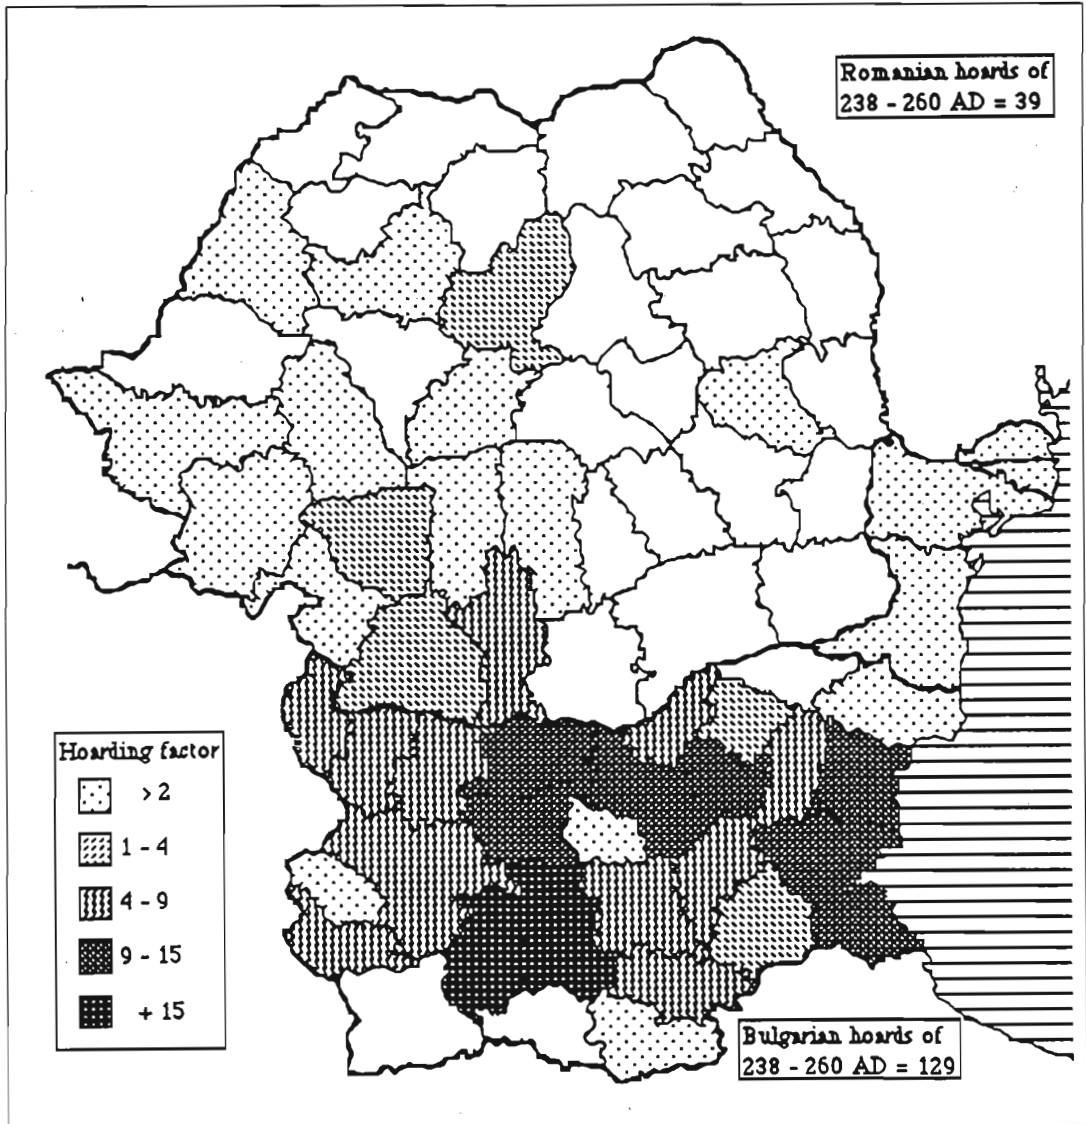 Romanian hoards of
238 - 260 AD = 39
Hoarding factor
> 2
1 - 4
4 - 9
9 - 15
+ 15
Bulgarian hoards of
238 - 260 AD = 129